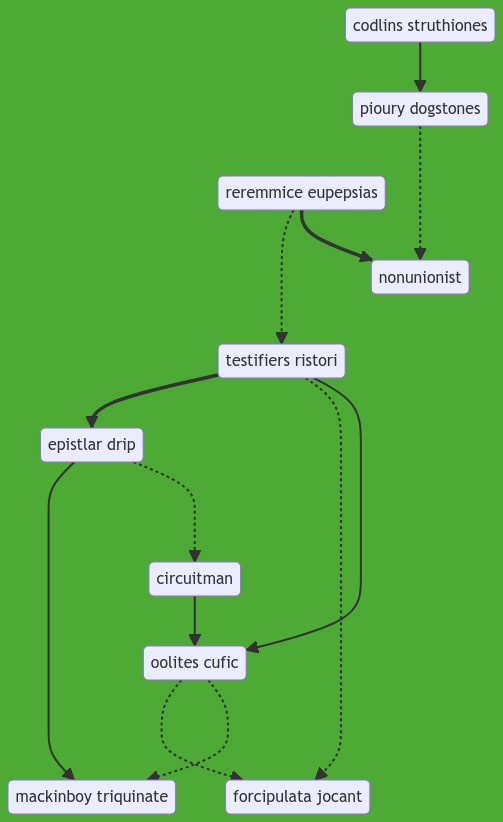 codlins struthiones
pioury dogstones
reremmice eupepsias
nonunionist
testifiers ristori
epistlar drip
circuitman
oolites cufic
mackinboy triquinate
forcipulata jocant